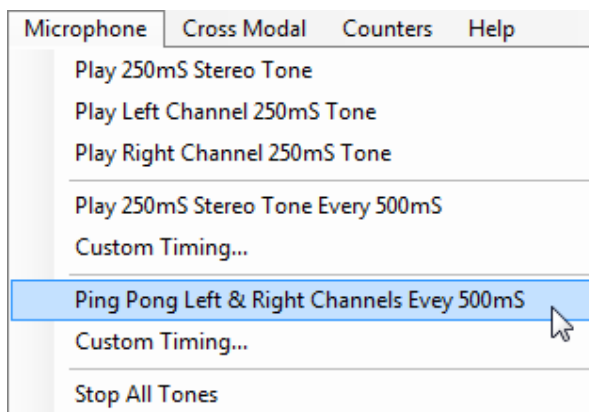 Microphone Cross Modal Counters Help
Play 250mS Stereo Tone
Play Left Channel 250mS Tone
Play Right Channel 250mS Tone
Play 250mS Stereo Tone Every 500mS
Custom Timing...
Ping Pong Left & Right Channels Evey 500mS
Custom Timing...
Stop All Tones